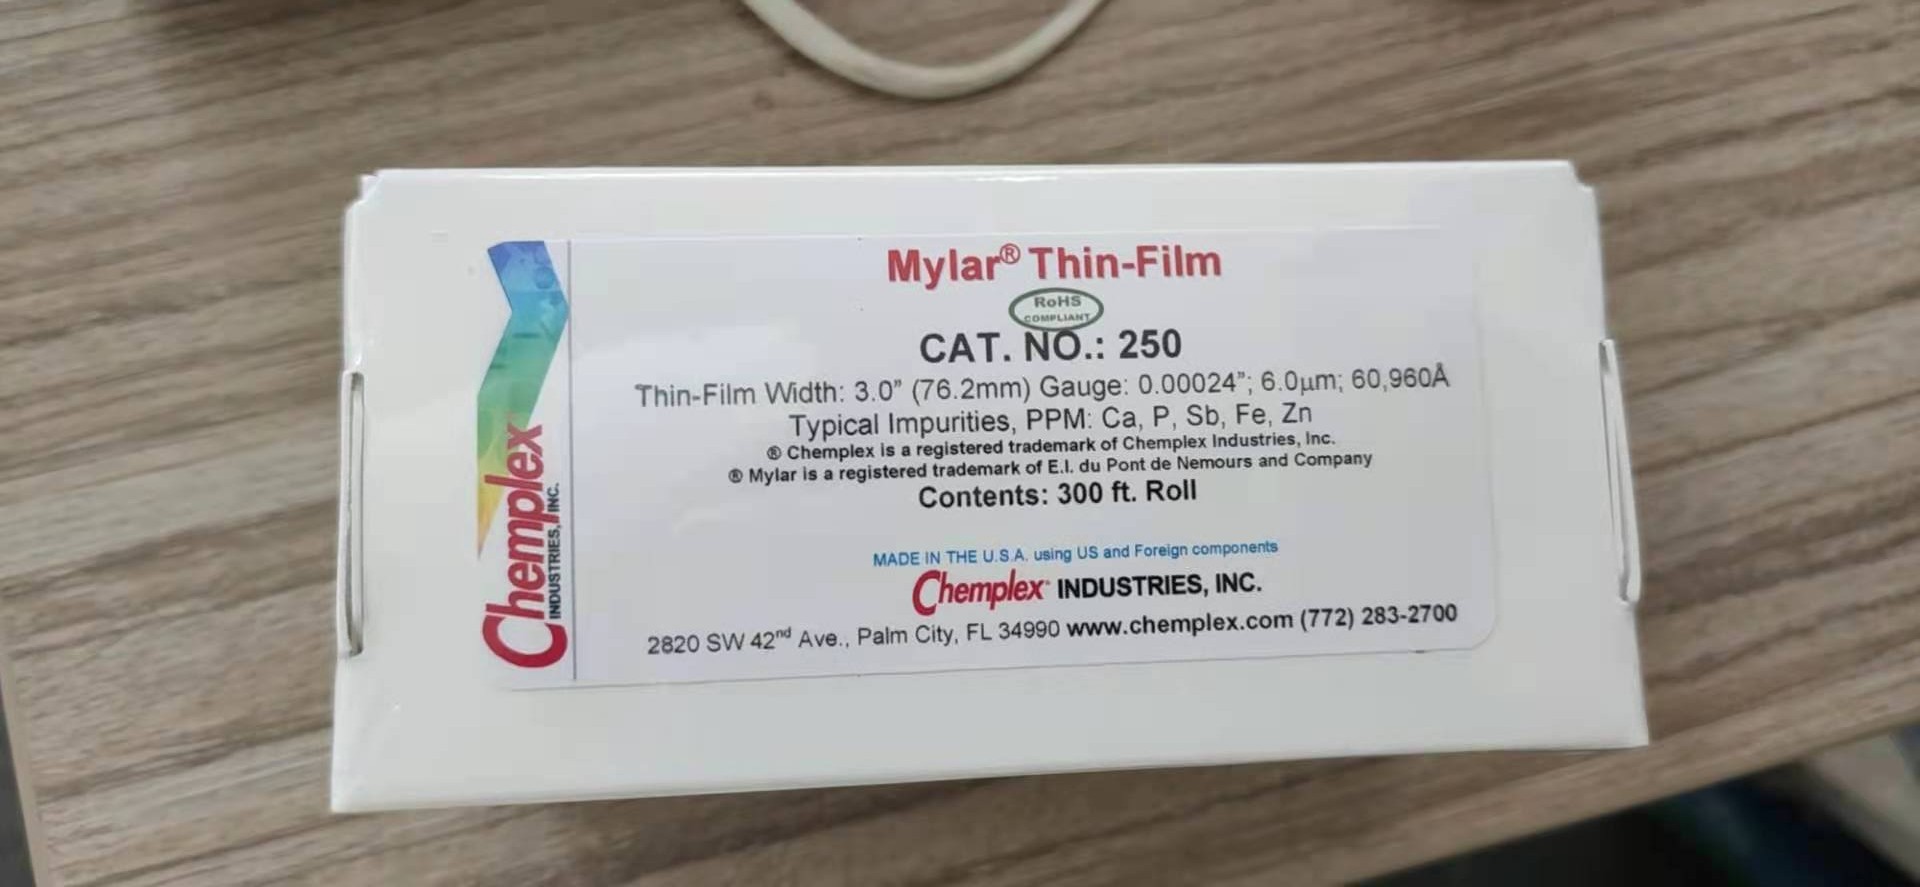 Mylar® Thin-Film
RoHS
COMPLIANT
CAT. NO.: 250
Thin-Film Width: 3.0” (76.2mm) Gauge: 0.00024”; 6.0µm; 60,960Å
Typical Impurities, PPM: Ca, P, Sb, Fe, Zn
® Chemplex is a registered trademark of Chemplex Industries, Inc.
® Mylar is a registered trademark of E.I. du Pont de Nemours and Company
Contents: 300 ft. Roll
MADE IN THE U.S.A. using US and Foreign components
Chemplex® INDUSTRIES, INC.
2820 SW 42nd Ave., Palm City, FL 34990 www.chemplex.com (772) 283-2700
Chemplex
INDUSTRIES, INC.